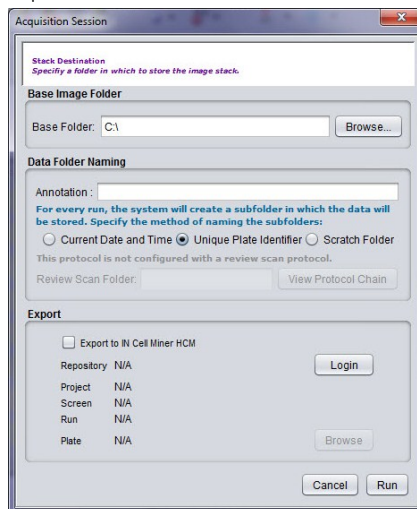 Acquisition Session
Stack Destination
Specifiy a folder in which to store the image stack.
Base Image Folder
Base Folder: C:\ Browse...
Data Folder Naming
Annotation :
For every run, the system will create a subfolder in which the data will
be stored. Specify the method of naming the subfolders:
Current Date and Time Unique Plate Identifier Scratch Folder
This protocol is not configured with a review scan protocol.
Review Scan Folder: View Protocol Chain
Export
Export to IN Cell Miner HCM
Repository N/A Login
Project N/A
Screen N/A
Run N/A
Plate N/A Browse
Cancel Run